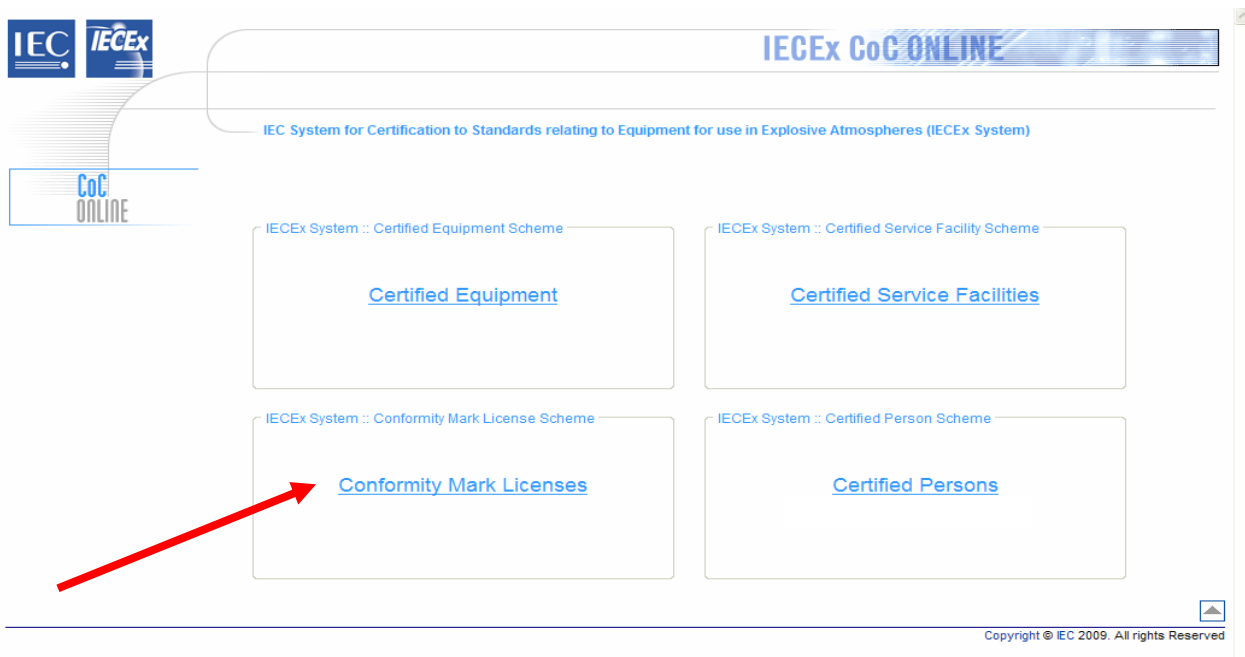 IEC IECEx
IECEx CoC ONLINE
IEC System for Certification to Standards relating to Equipment for use in Explosive Atmospheres (IECEx System)
CoC
ONLINE
IECEx System :: Certified Equipment Scheme
Certified Equipment
IECEx System :: Certified Service Facility Scheme
Certified Service Facilities
IECEx System :: Conformity Mark License Scheme
Conformity Mark Licenses
IECEx System :: Certified Person Scheme
Certified Persons
Copyright © IEC 2009. All rights Reserved